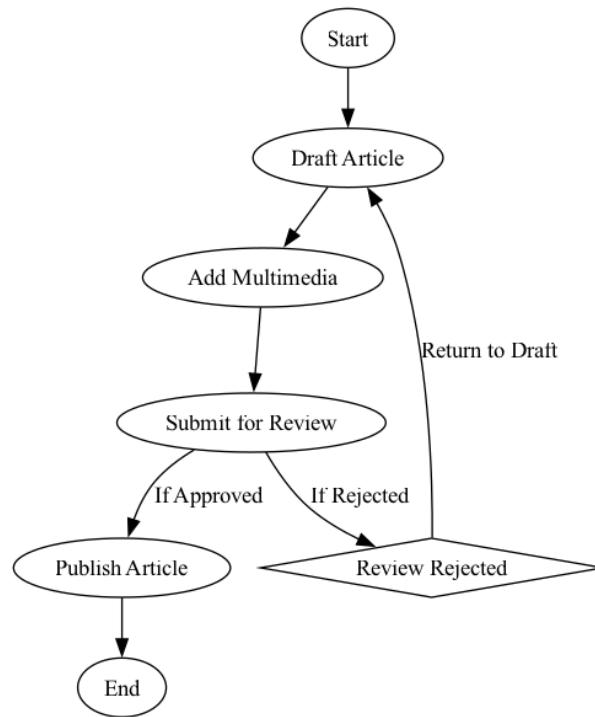 Start
Draft Article
Add Multimedia
Return to Draft
Submit for Review
If Approved
If Rejected
Publish Article
Review Rejected
End